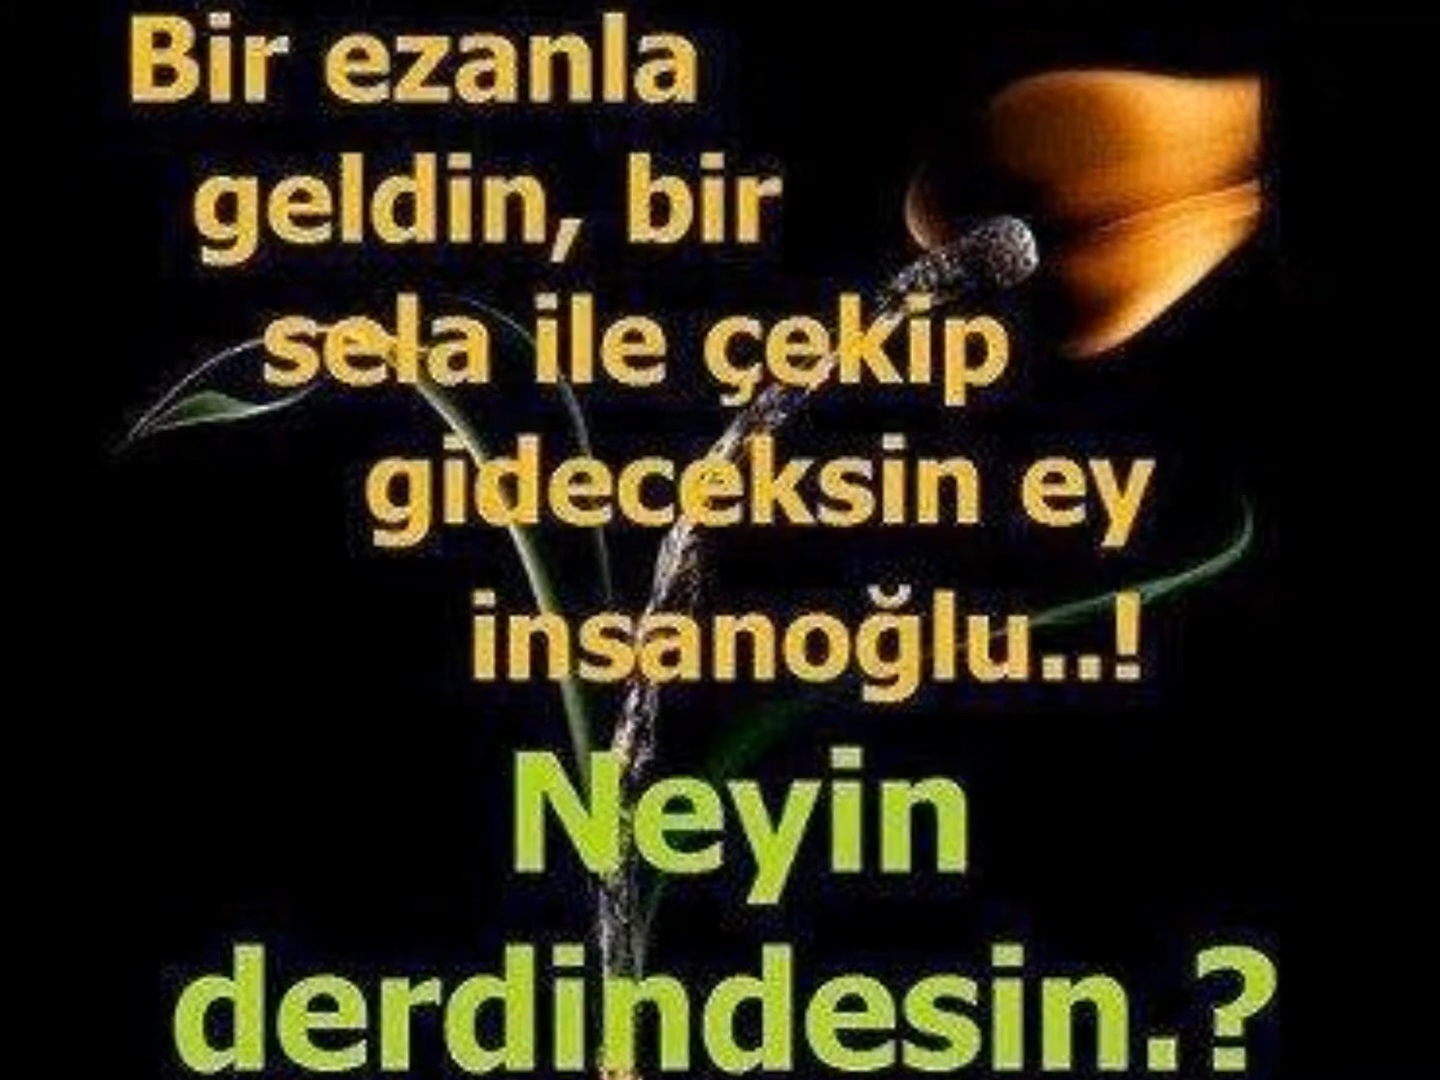 Bir ezanla
geldin, bir
sela ile çekip
gideceksin ey
insanoğlu..!
Neyin
derdindesin.?